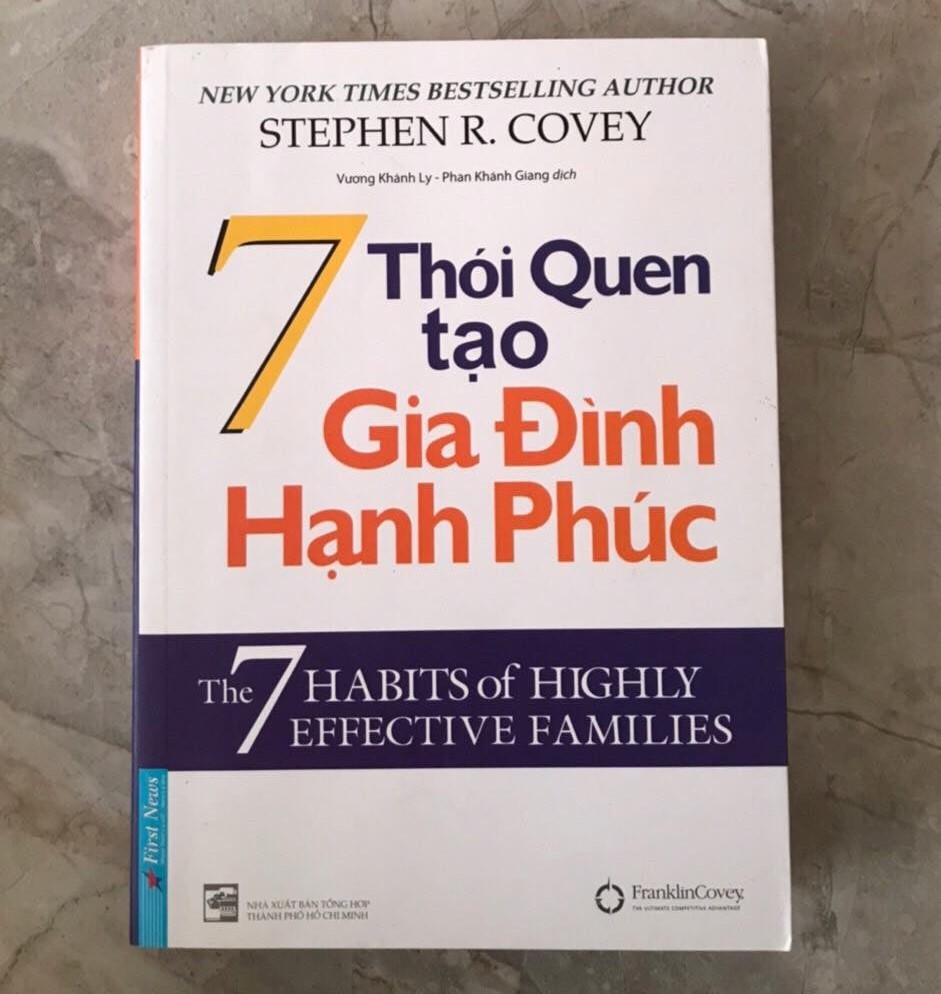 NEW YORK TIMES BESTSELLING AUTHOR
STEPHEN R. COVEY
Vương Khánh Ly - Phan Khánh Giang dịch
7 Thói Quen
tạo
Gia Đình
Hạnh Phúc
The 7 HABITS of HIGHLY
EFFECTIVE FAMILIES
First News
NHÀ XUẤT BẢN TỔNG HỢP
THÀNH PHỐ HỒ CHÍ MINH
FranklinCovey
THE ULTIMATE COMPETITIVE ADVANTAGE